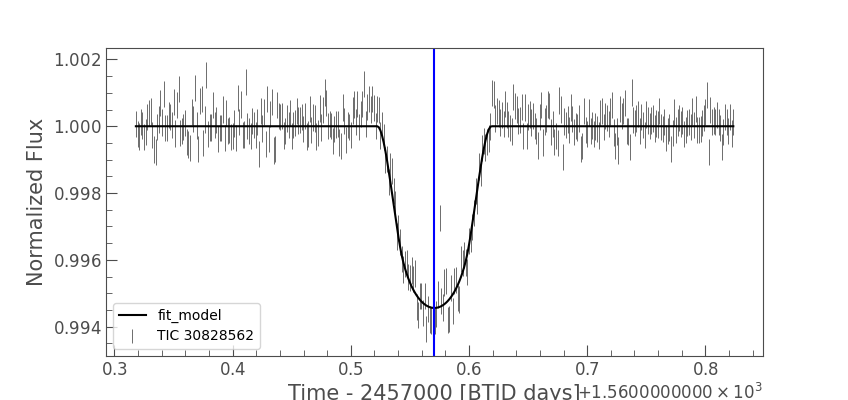 1.002
1.000
0.998
0.996
0.994
Normalized Flux
fit_model
TIC 30828562
0.3 0.4 0.5 0.6 0.7 0.8
Time - 2457000 [BTJD days]
+1.5600000000 × 10³